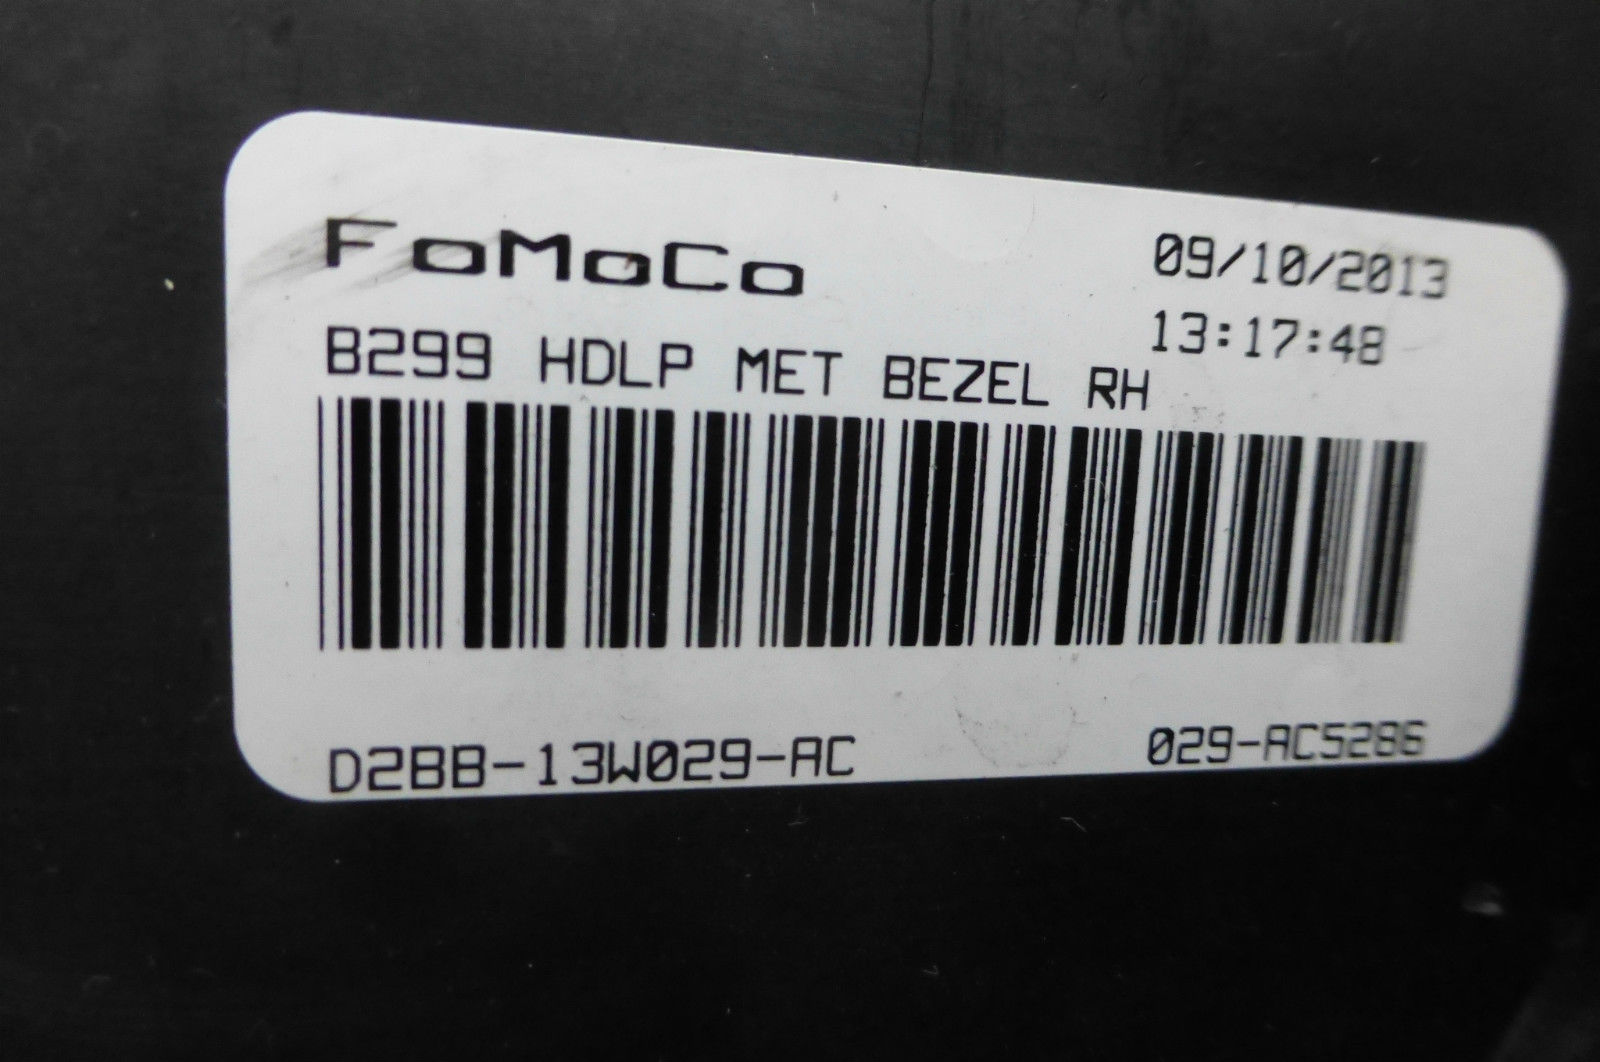 FoMoCo
09/10/2013
13:17:48
B299 HDLP MET BEZEL RH
D2BB-13W029-AC
029-AC5286